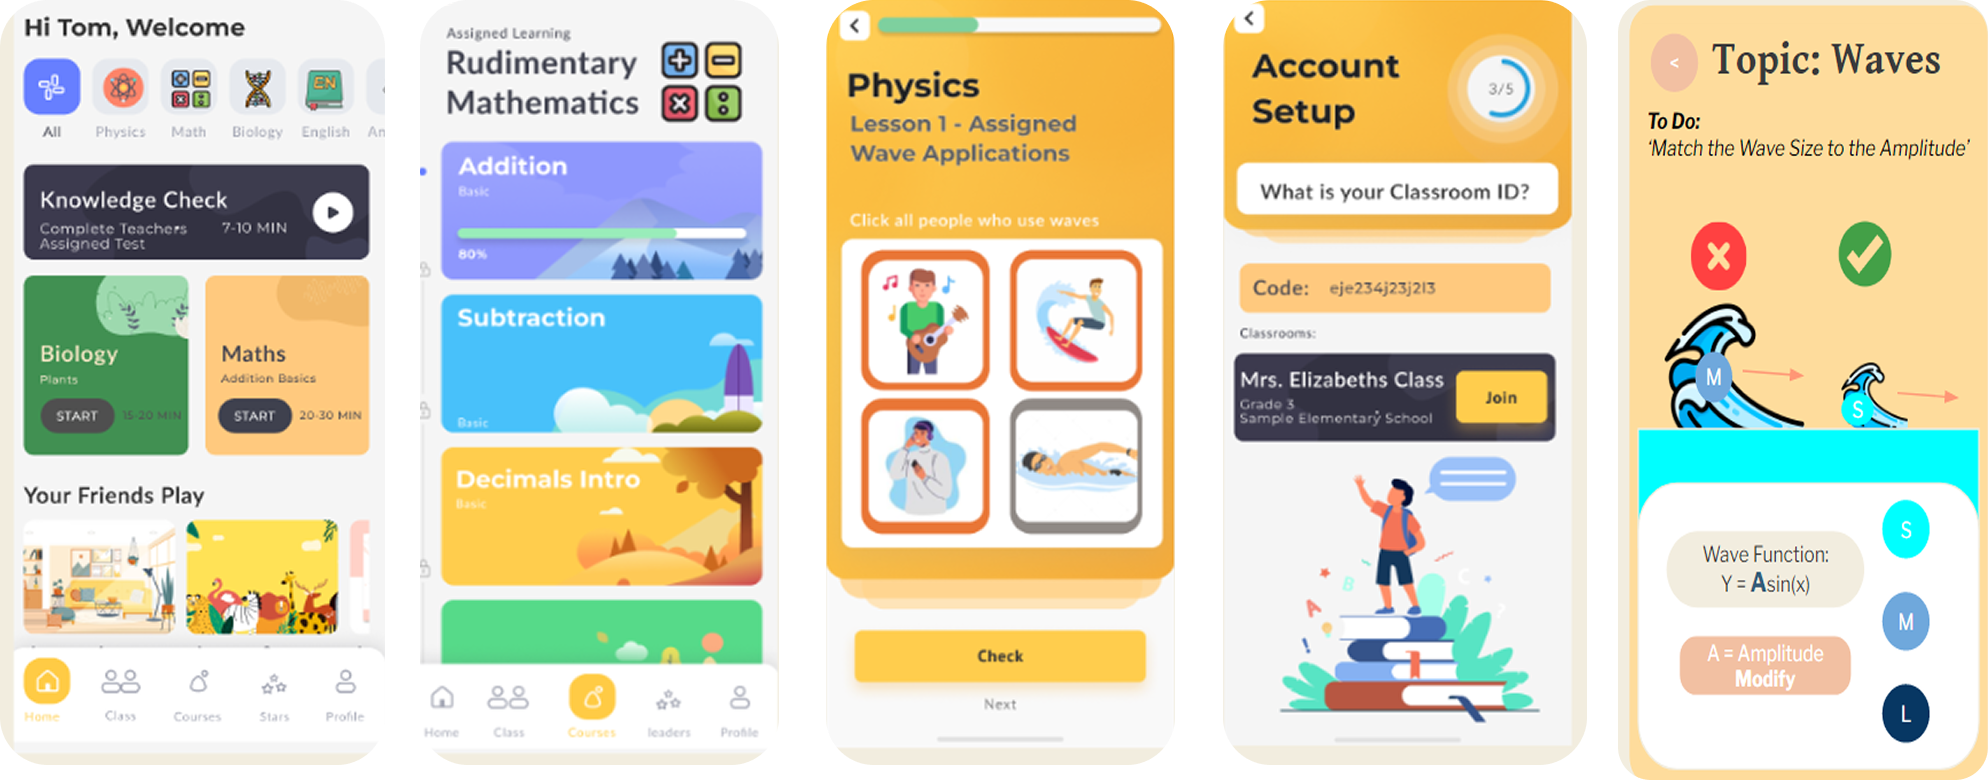 Hi Tom, Welcome
All
Physics
Math
Biology
English
An
Knowledge Check
Complete Teachers
Assigned Test
7-10 MIN
Biology
Plants
START
15-20 MIN
Maths
Addition Basics
START
20-30 MIN
Your Friends Play
Home
Class
Courses
Stars
Profile
Assigned Learning
Rudimentary
Mathematics
Addition
Basic
80%
Subtraction
Basic
Decimals Intro
Basic
Home
Class
Courses
leaders
Profile
Physics
Lesson 1 - Assigned
Wave Applications
Click all people who use waves
Check
Next
Account
Setup
3/5
What is your Classroom ID?
Code: eje234j23j2l3
Classrooms:
Mrs. Elizabeths Class
Grade 3
Sample Elementary School
Join
A
B
C
?
<
Topic: Waves
To Do:
‘Match the Wave Size to the Amplitude’
M
S
S
Wave Function:
Y = Asin(x)
M
A = Amplitude
Modify
L